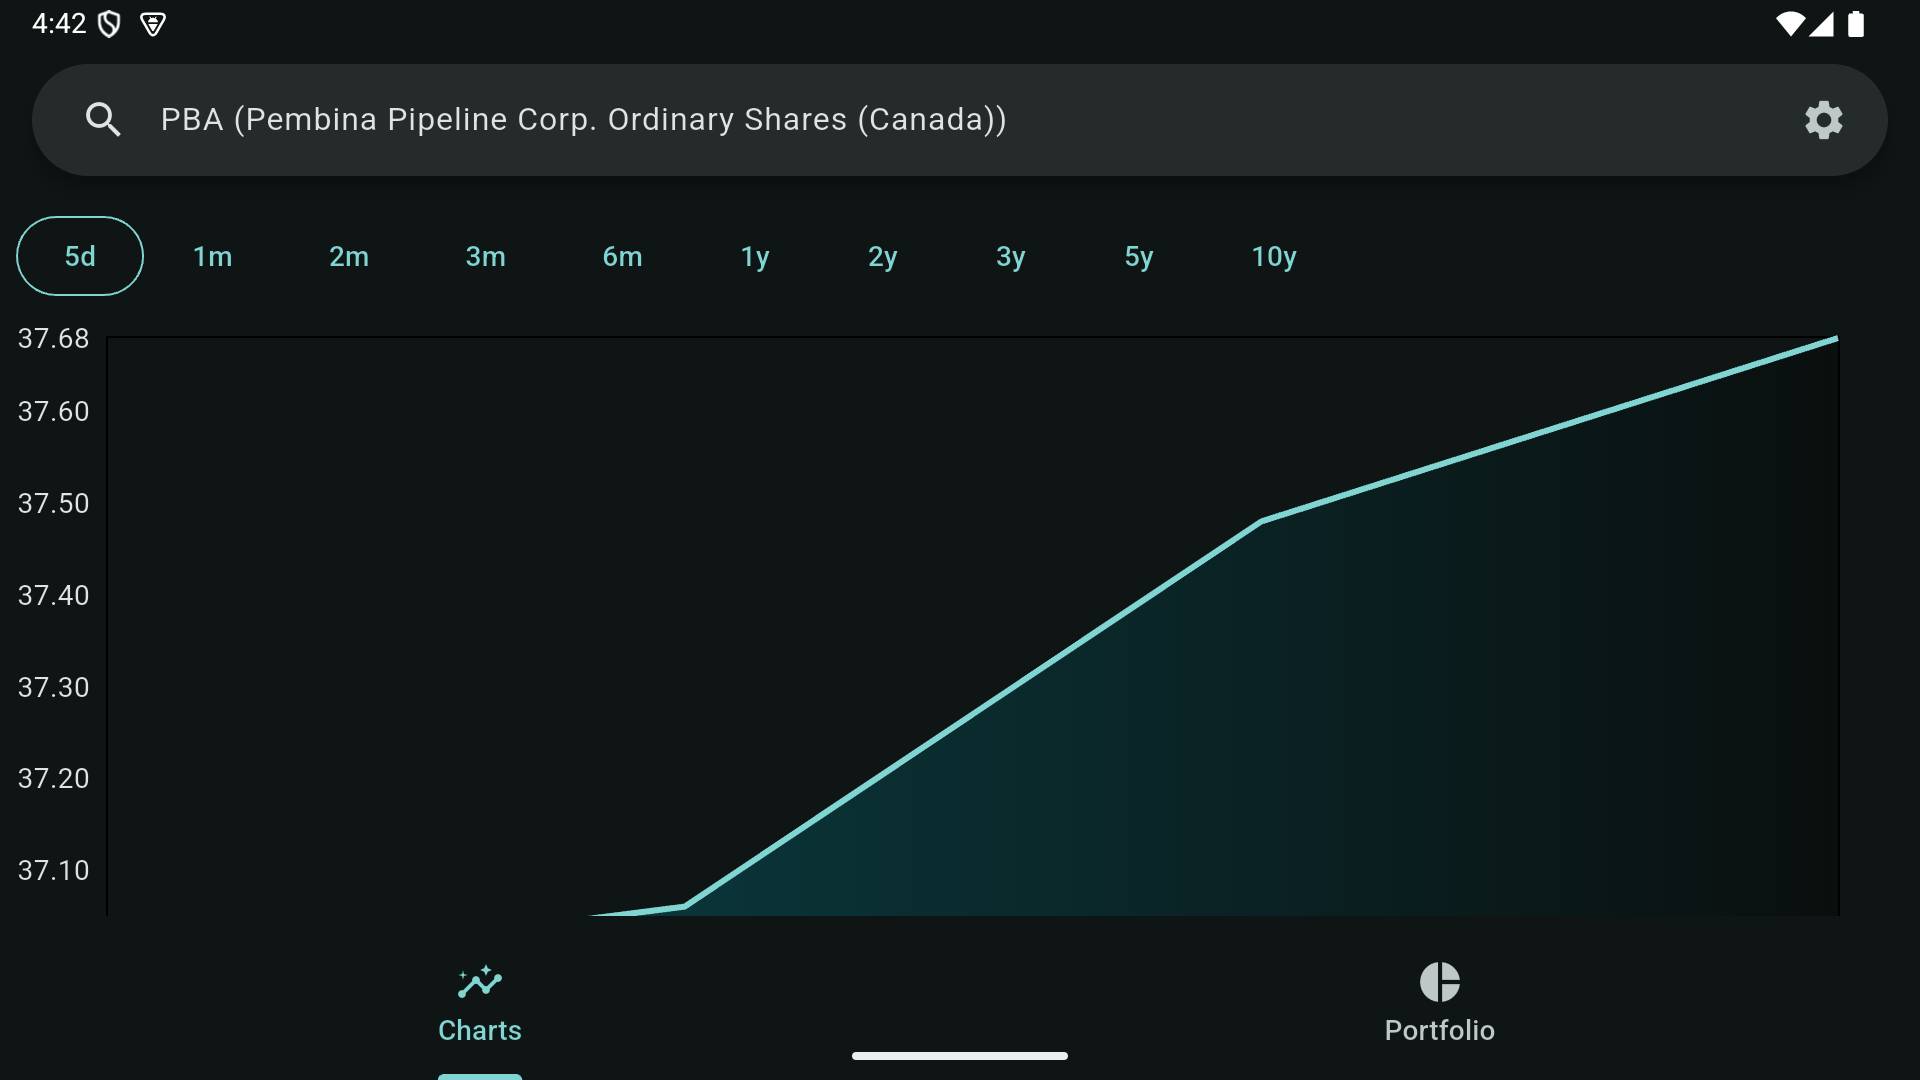 4:42
PBA (Pembina Pipeline Corp. Ordinary Shares (Canada))
5d 1m 2m 3m 6m 1y 2y 3y 5y 10y
37.68
37.60
37.50
37.40
37.30
37.20
37.10
Charts Portfolio